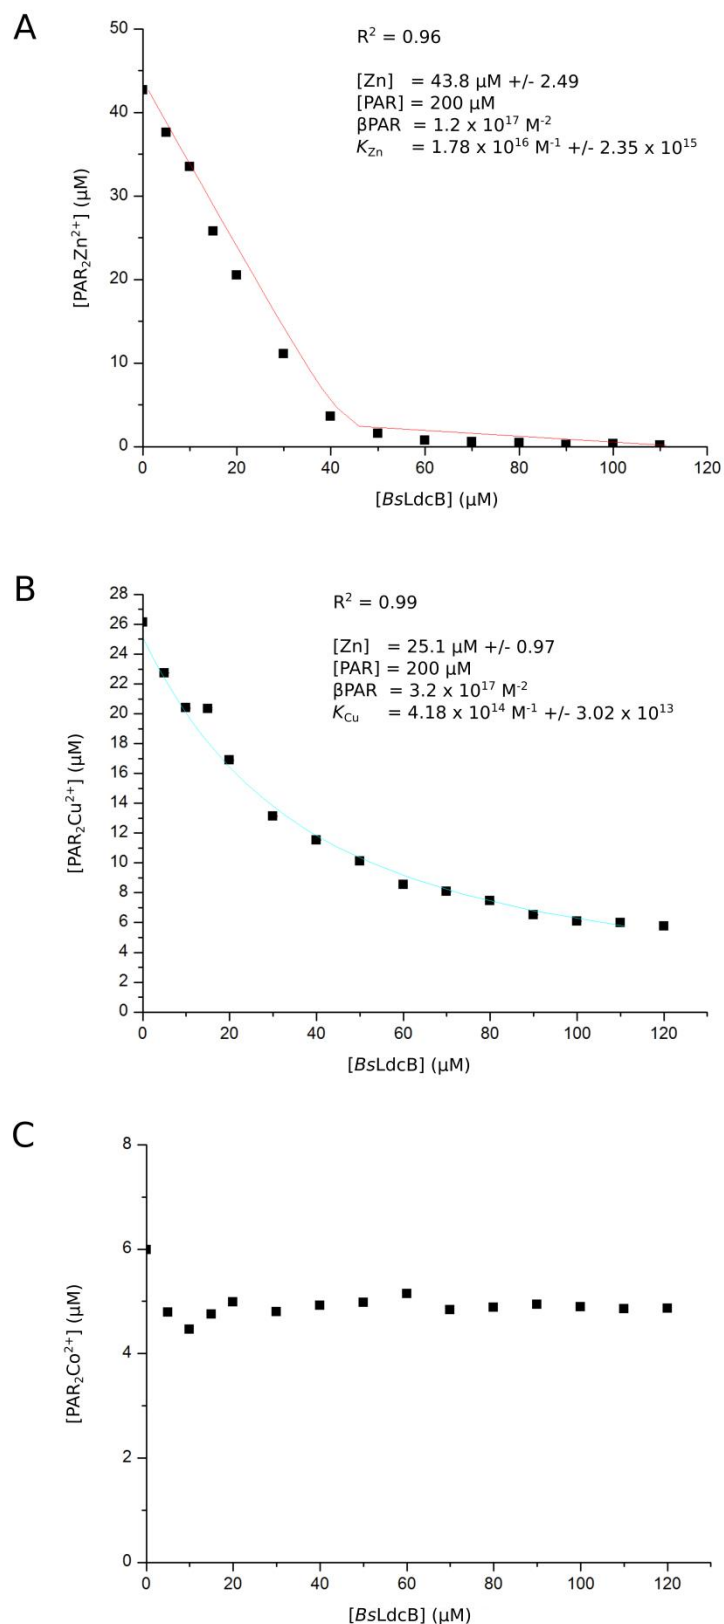 A
50
40
30
20
10
0
[PAR₂Zn²⁺] (µM)
R² = 0.96
[Zn] = 43.8 µM +/- 2.49
[PAR] = 200 µM
βPAR = 1.2 x 10¹⁷ M⁻²
K_Zn = 1.78 x 10¹⁶ M⁻¹ +/- 2.35 x 10¹⁵
0 20 40 60 80 100 120
[BsLdcB] (µM)
B
28
26
24
22
20
18
16
14
12
10
8
6
4
2
0
[PAR₂Cu²⁺] (µM)
R² = 0.99
[Zn] = 25.1 µM +/- 0.97
[PAR] = 200 µM
βPAR = 3.2 x 10¹⁷ M⁻²
K_Cu = 4.18 x 10¹⁴ M⁻¹ +/- 3.02 x 10¹³
0 20 40 60 80 100 120
[BsLdcB] (µM)
C
8
6
4
2
0
[PAR₂Co²⁺] (µM)
0 20 40 60 80 100 120
[BsLdcB] (µM)